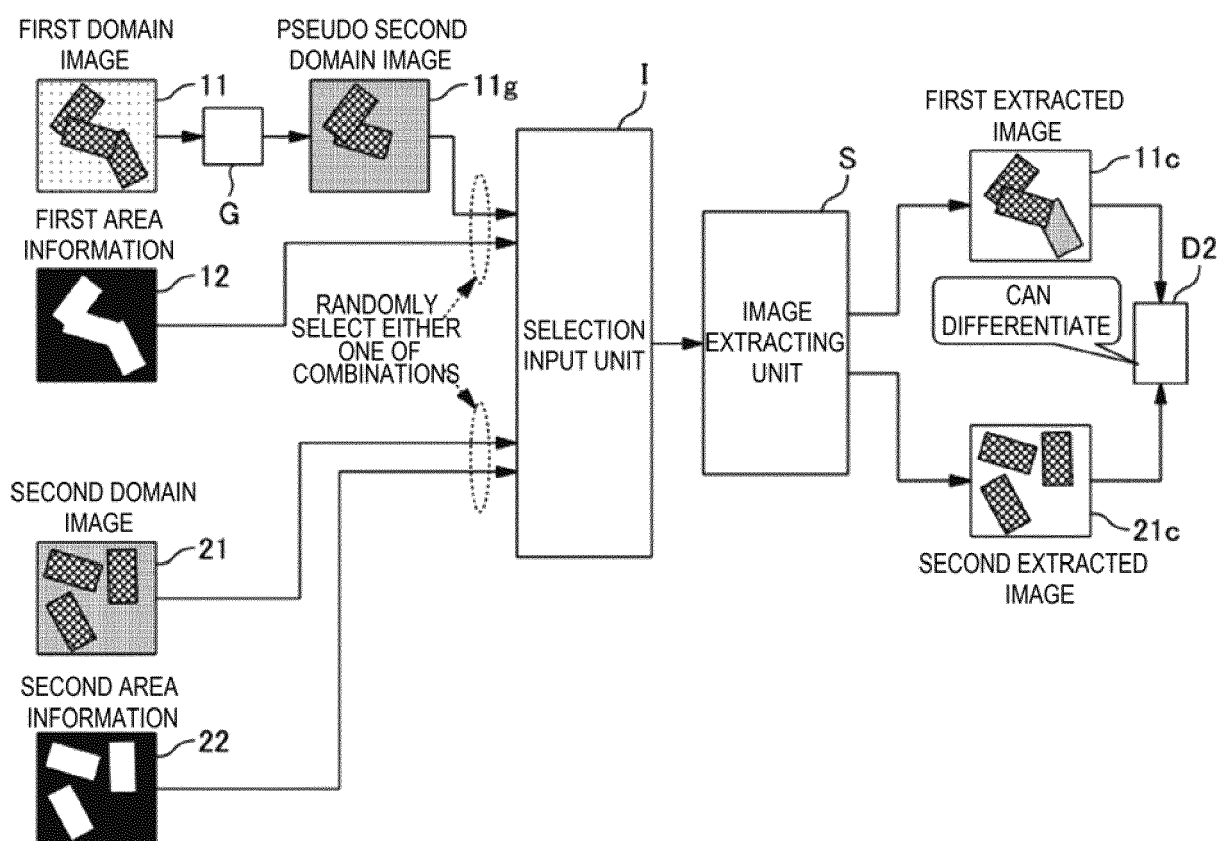 FIRST DOMAIN
IMAGE
11
G
PSEUDO SECOND
DOMAIN IMAGE
11g
FIRST AREA
INFORMATION
12
RANDOMLY
SELECT EITHER
ONE OF
COMBINATIONS
I
SELECTION
INPUT UNIT
S
IMAGE
EXTRACTING
UNIT
FIRST EXTRACTED
IMAGE
11c
D2
CAN
DIFFERENTIATE
21c
SECOND EXTRACTED
IMAGE
SECOND DOMAIN
IMAGE
21
SECOND AREA
INFORMATION
22